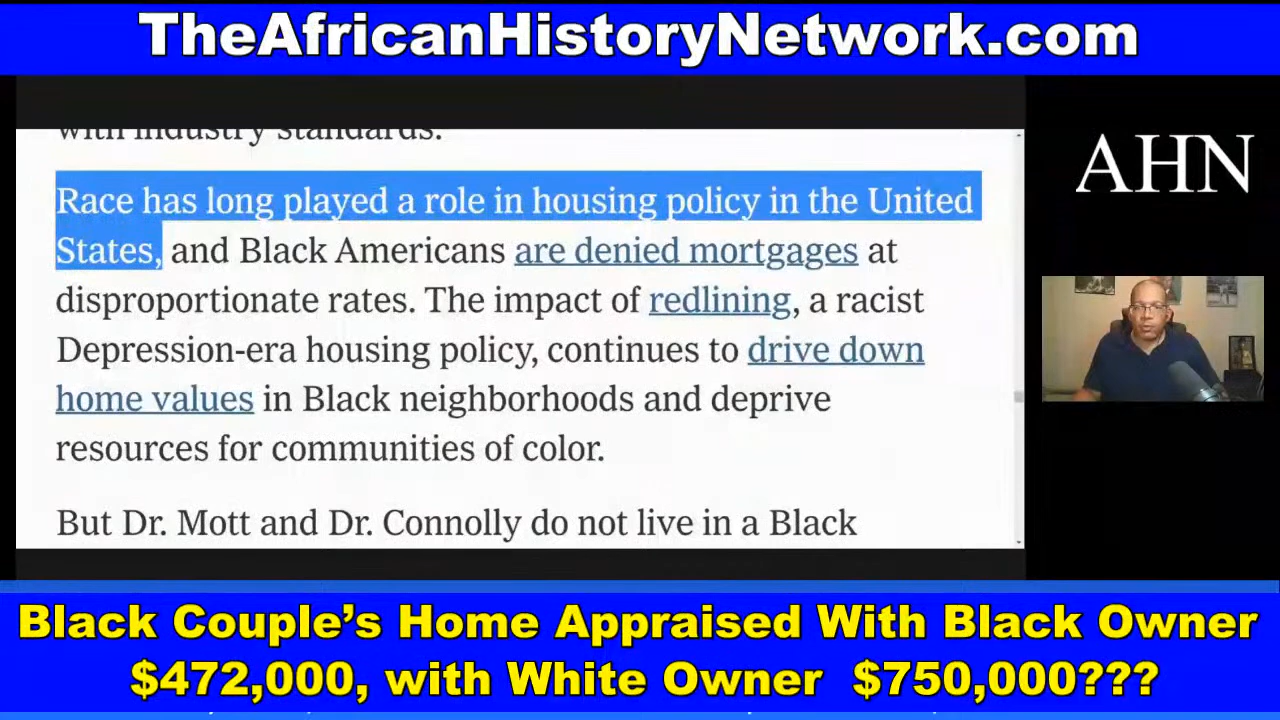 TheAfricanHistoryNetwork.com
with industry standards.
AHN
Race has long played a role in housing policy in the United
States, and Black Americans are denied mortgages at
disproportionate rates. The impact of redlining, a racist
Depression-era housing policy, continues to drive down
home values in Black neighborhoods and deprive
resources for communities of color.
But Dr. Mott and Dr. Connolly do not live in a Black
Black Couple’s Home Appraised With Black Owner
$472,000, with White Owner $750,000???